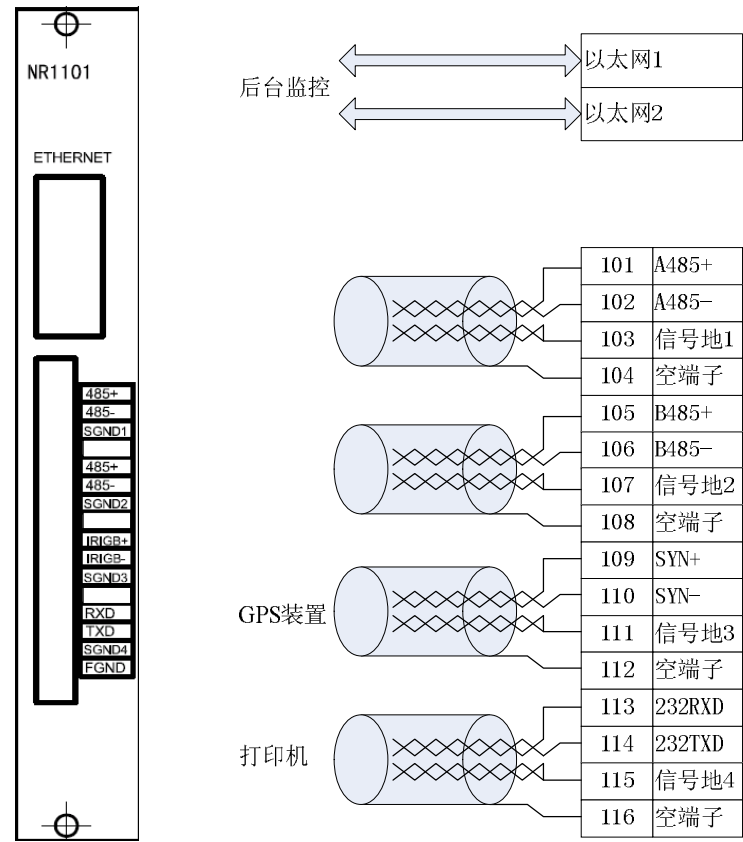 NR1101
ETHERNET
485+
485-
SGND1
485+
485-
SGND2
IRIGB+
IRIGB-
SGND3
RXD
TXD
SGND4
FGND
后台监控
以太网1
以太网2
101 A485+
102 A485-
103 信号地1
104 空端子
105 B485+
106 B485-
107 信号地2
108 空端子
GPS装置
109 SYN+
110 SYN-
111 信号地3
112 空端子
打印机
113 232RXD
114 232TXD
115 信号地4
116 空端子